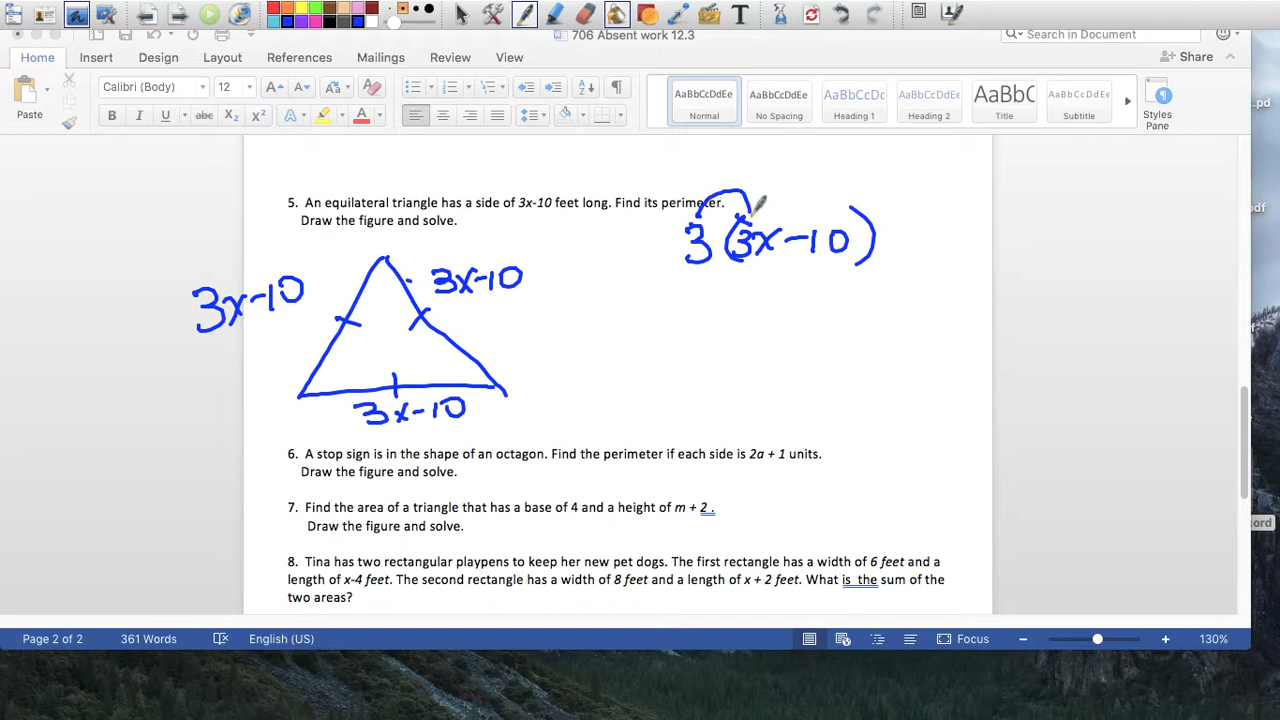 706 Absent work 12.3
Search in Document
Home Insert Design Layout References Mailings Review View
Share
Paste
Calibri (Body) 12
B I U abc X₂ X²
AaBbCcDdEe AaBbCcDdEe AaBbCcDc AaBbCcDdEe AaBbC AaBbCcDdEe
Normal No Spacing Heading 1 Heading 2 Title Subtitle
Styles Pane
5. An equilateral triangle has a side of 3x-10 feet long. Find its perimeter.
Draw the figure and solve.
3(3x-10)
3x-10
3x-10
3x-10
6. A stop sign is in the shape of an octagon. Find the perimeter if each side is 2a + 1 units.
Draw the figure and solve.
7. Find the area of a triangle that has a base of 4 and a height of m + 2 .
Draw the figure and solve.
8. Tina has two rectangular playpens to keep her new pet dogs. The first rectangle has a width of 6 feet and a
length of x-4 feet. The second rectangle has a width of 8 feet and a length of x + 2 feet. What is the sum of the
two areas?
Page 2 of 2 361 Words English (US) Focus 130%